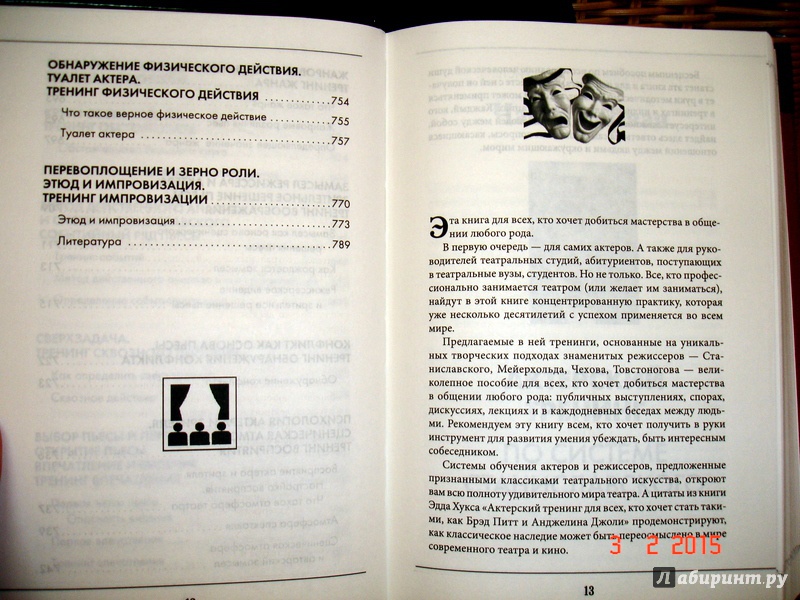 ОБНАРУЖЕНИЕ ФИЗИЧЕСКОГО ДЕЙСТВИЯ.
ТУАЛЕТ АКТЕРА.
ТРЕНИНГ ФИЗИЧЕСКОГО ДЕЙСТВИЯ ........ 754
Что такое верное физическое действие ........ 755
Туалет актера ........ 757
ПЕРЕВОПЛОЩЕНИЕ И ЗЕРНО РОЛИ.
ЭТЮД И ИМПРОВИЗАЦИЯ.
ТРЕНИНГ ИМПРОВИЗАЦИИ ........ 770
Этюд и импровизация ........ 773
Литература ........ 789
Эта книга для всех, кто хочет добиться мастерства в обще-
нии любого рода.
В первую очередь — для самих актеров. А также для руко-
водителей театральных студий, абитуриентов, поступающих
в театральные вузы, студентов. Но не только. Все, кто профес-
сионально занимается театром (или желает им заниматься),
найдут в этой книге концентрированную практику, которая
уже несколько десятилетий с успехом применяется во всем
мире.
Предлагаемые в ней тренинги, основанные на уникаль-
ных творческих подходах знаменитых режиссеров — Ста-
ниславского, Мейерхольда, Чехова, Товстоногова — вели-
колепное пособие для всех, кто хочет добиться мастерства
в общении любого рода: публичных выступлениях, спорах,
дискуссиях, лекциях и в каждодневных беседах между людь-
ми. Рекомендуем эту книгу всем, кто хочет получить в руки
инструмент для развития умения убеждать, быть интересным
собеседником.
Системы обучения актеров и режиссеров, предложенные
признанными классиками театрального искусства, откроют
вам всю полноту удивительного мира театра. А цитаты из книги
Эдда Хукса «Актерский тренинг для всех, кто хочет стать таки-
ми, как Брэд Питт и Анджелина Джоли» продемонстрируют,
как классическое наследие может быть переосмыслено в мире
современного театра и кино.
3 2 2015
13
Лабиринт.ру